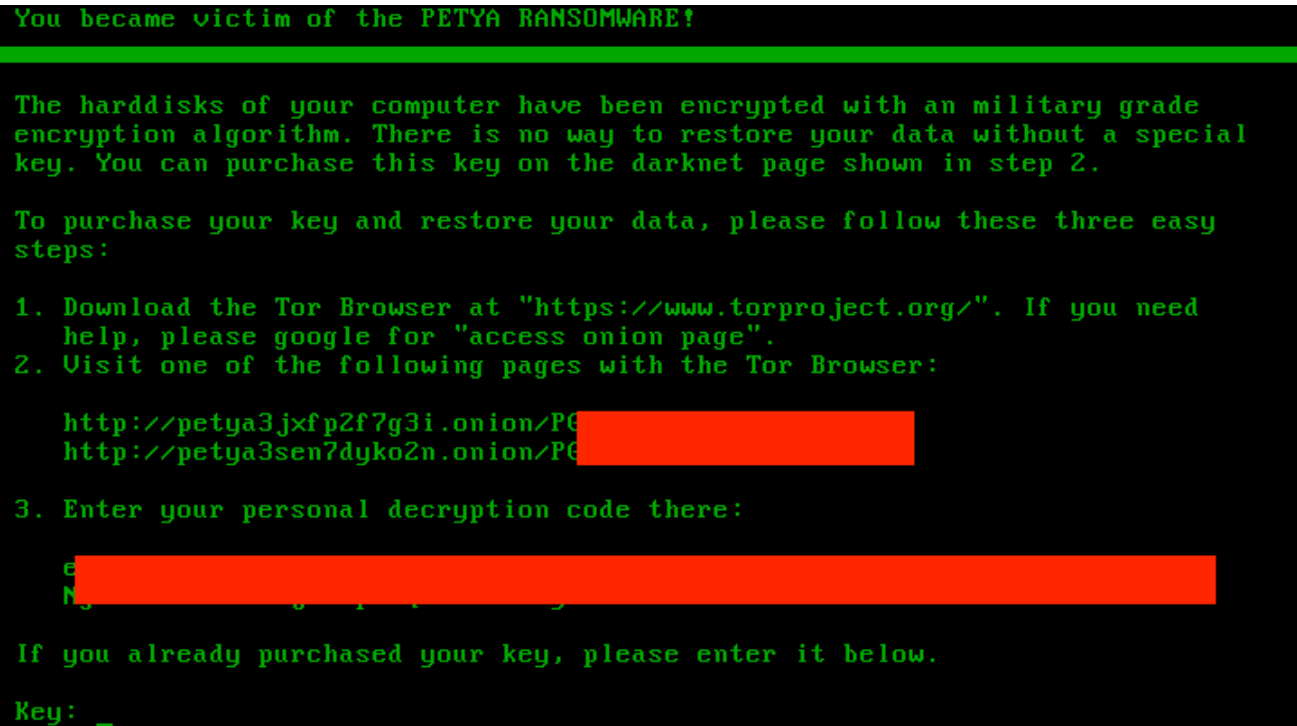 You became victim of the PETYA RANSOMWARE!
The harddisks of your computer have been encrypted with an military grade
encryption algorithm. There is no way to restore your data without a special
key. You can purchase this key on the darknet page shown in step 2.
To purchase your key and restore your data, please follow these three easy
steps:
1. Download the Tor Browser at "https://www.torproject.org/". If you need
help, please google for "access onion page".
2. Visit one of the following pages with the Tor Browser:
http://petya3jxfp2f7g3i.onion/P
http://petya3sen7dyko2n.onion/P
3. Enter your personal decryption code there:
e
N
If you already purchased your key, please enter it below.
Key: _